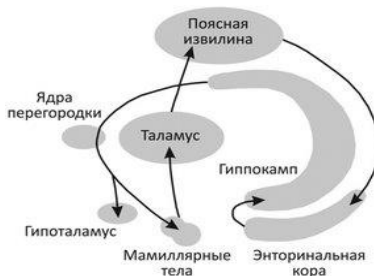 Поясная
извилина
Ядра
перегородки
Таламус
Гиппокамп
Гипоталамус
Мамиллярные
тела
Энторинальная
кора